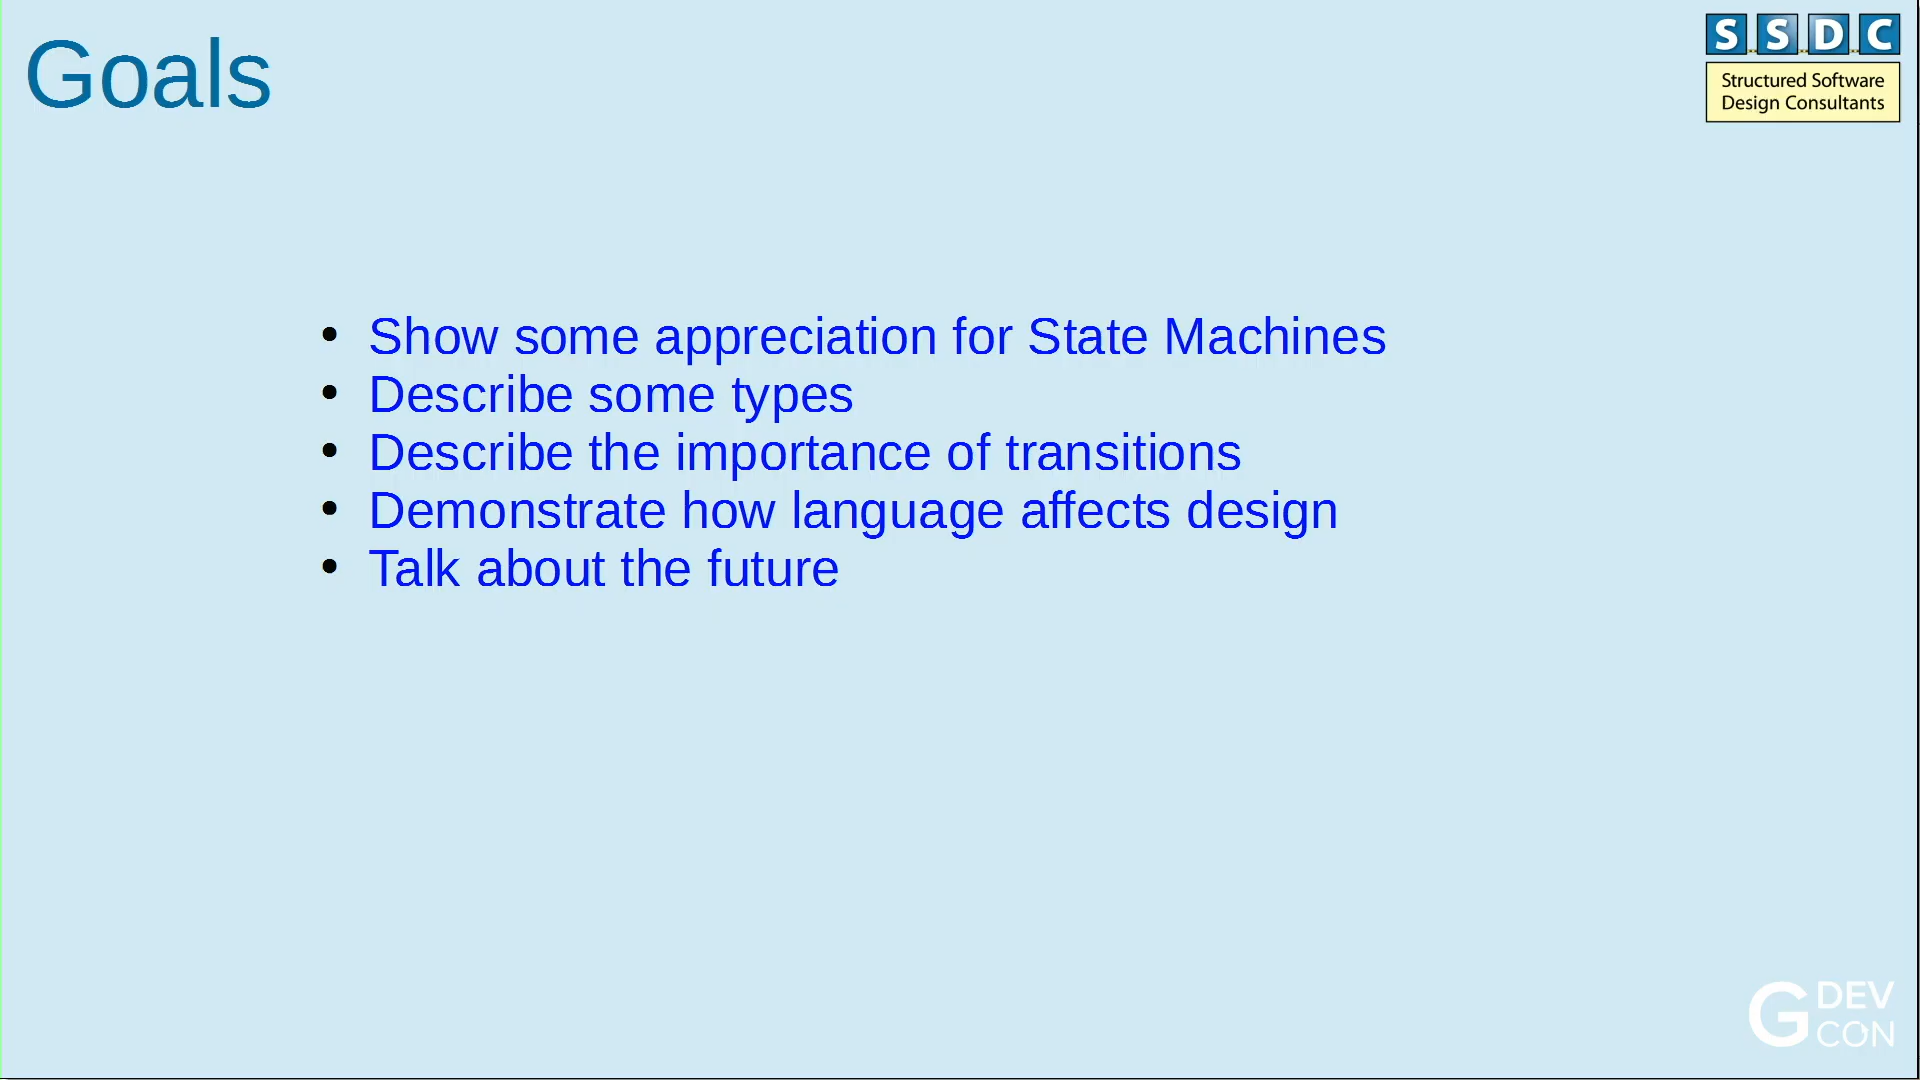 Goals
S.S.D.C
Structured Software
Design Consultants
• Show some appreciation for State Machines
• Describe some types
• Describe the importance of transitions
• Demonstrate how language affects design
• Talk about the future
G DEV
CON